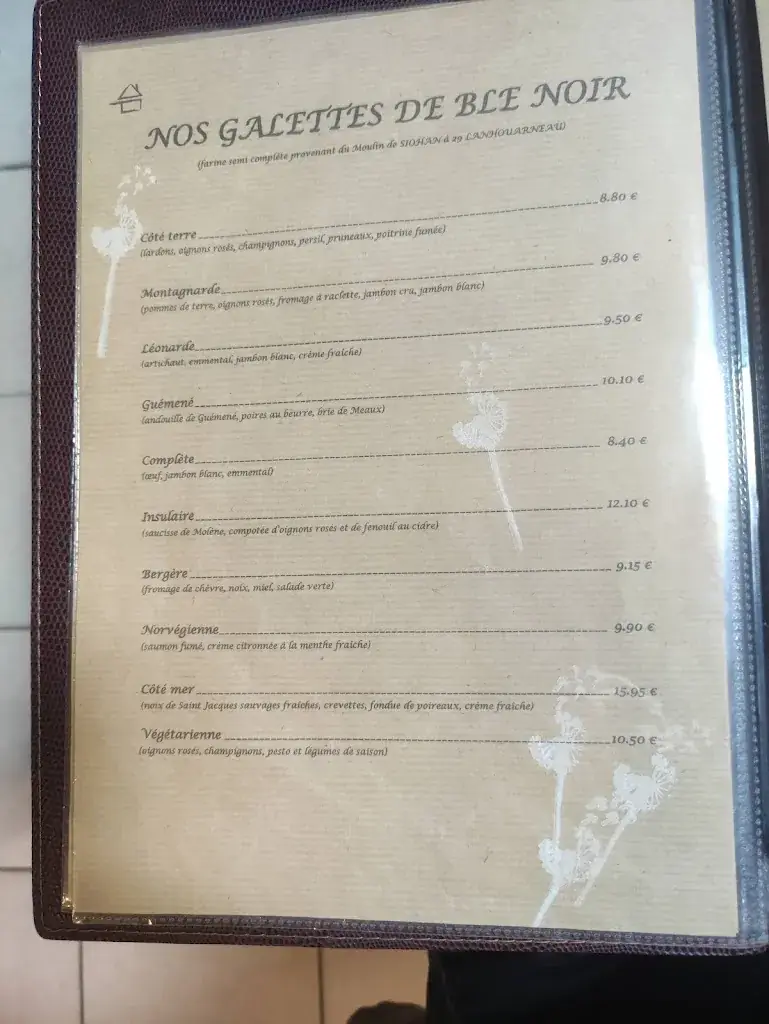 NOS GALETTES DE BLE NOIR
(farine semi complète provenant du Moulin de SIOHAN à 29 LANHOUARNEAU)
Côté terre 8.80 €
(lardons, oignons rosés, champignons, persil, pruneaux, poitrine fumée)
Montagnarde 9.80 €
(pommes de terre, oignons rosés, fromage à raclette, jambon cru, jambon blanc)
Léonarde 9.50 €
(artichaut, emmental, jambon blanc, crème fraîche)
Guémené 10.10 €
(andouille de Guémené, poires au beurre, brie de Meaux)
Complète 8.40 €
(œuf, jambon blanc, emmental)
Insulaire 12.10 €
(saucisse de Molène, compotée d'oignons rosés et de fenouil au cidre)
Bergère 9.15 €
(fromage de chèvre, noix, miel, salade verte)
Norvégienne 9.90 €
(saumon fumé, crème citronnée à la menthe fraîche)
Côté mer 15.95 €
(noix de Saint Jacques sauvages fraîches, crevettes, fondue de poireaux, crème fraîche)
Végétarienne 10.50 €
(oignons rosés, champignons, pesto et légumes de saison)